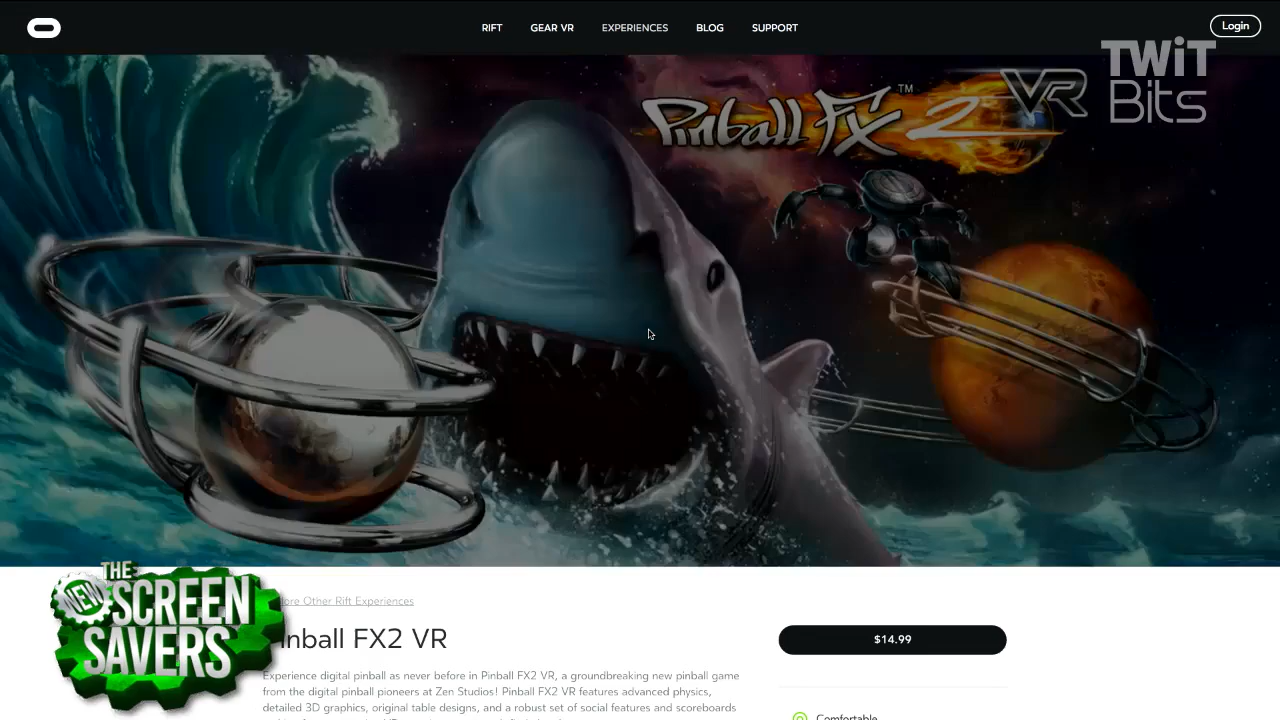 RIFT GEAR VR EXPERIENCES BLOG SUPPORT Login
TWiT
Bits
Pinball FX 2 VR
TM
THE
NEW
SCREEN
SAVERS
Other Rift Experiences
Pinball FX2 VR
$14.99
Experience digital pinball as never before in Pinball FX2 VR, a groundbreaking new pinball game
from the digital pinball pioneers at Zen Studios! Pinball FX2 VR features advanced physics,
detailed 3D graphics, original table designs, and a robust set of social features and scoreboards
Comfortable